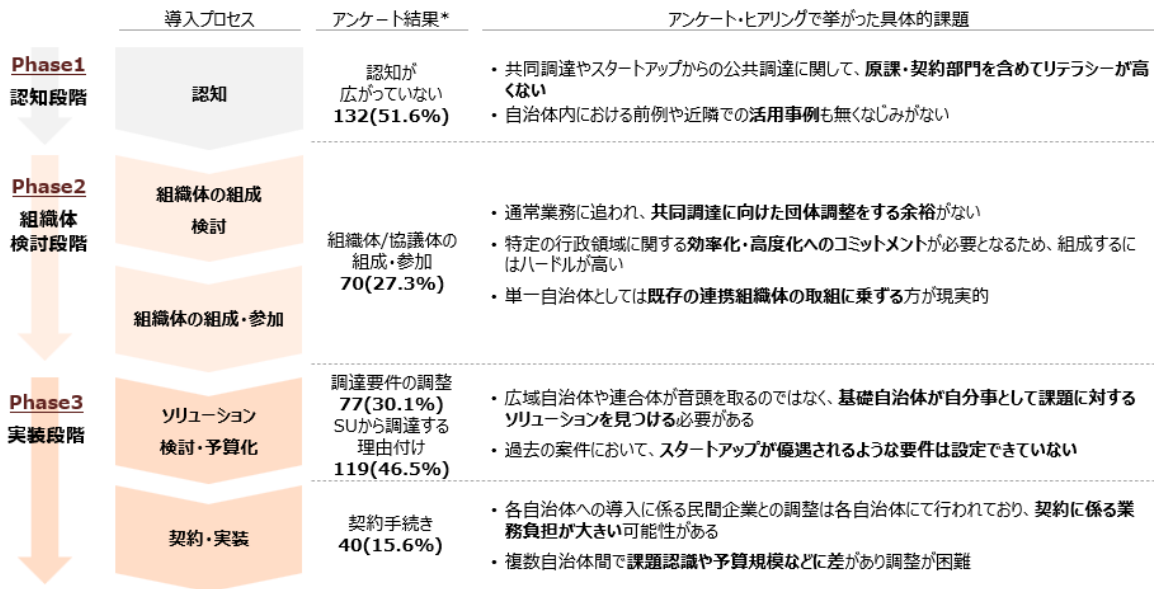 導入プロセス
アンケート結果*
アンケート・ヒアリングで挙がった具体的課題
Phase1
認知段階
認知
認知が
広がっていない
132(51.6%)
• 共同調達やスタートアップからの公共調達に関して、原課・契約部門を含めてリテラシーが高
くない
• 自治体内における前例や近隣での活用事例も無くなじみがない
Phase2
組織体
検討段階
組織体の組成
検討
組織体の組成・参加
組織体/協議体の
組成・参加
70(27.3%)
• 通常業務に追われ、共同調達に向けた団体調整をする余裕がない
• 特定の行政領域に関する効率化・高度化へのコミットメントが必要となるため、組成するに
はハードルが高い
• 単一自治体としては既存の連携組織体の取組に乗ずる方が現実的
Phase3
実装段階
ソリューション
検討・予算化
調達要件の調整
77(30.1%)
SUから調達する
理由付け
119(46.5%)
• 広域自治体や連合体が音頭を取るのではなく、基礎自治体が自分事として課題に対する
ソリューションを見つける必要がある
• 過去の案件において、スタートアップが優遇されるような要件は設定できていない
契約・実装
契約手続き
40(15.6%)
• 各自治体への導入に係る民間企業との調整は各自治体にて行われており、契約に係る業
務負担が大きい可能性がある
• 複数自治体間で課題認識や予算規模などに差があり調整が困難